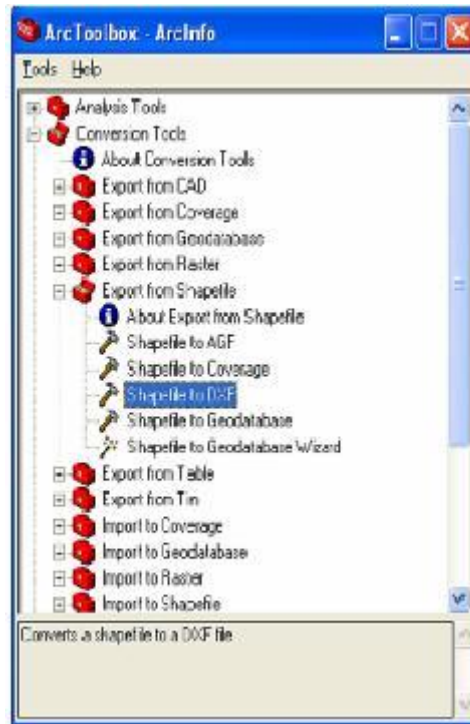 ArcToolbox - ArcInfo
Tools Help
Analysis Tools
Conversion Tools
About Conversion Tools
Export from CAD
Export from Coverage
Export from Geodatabase
Export from Raster
Export from Shapefile
About Export from Shapefile
Shapefile to AGF
Shapefile to Coverage
Shapefile to DXF
Shapefile to Geodatabase
Shapefile to Geodatabase Wizard
Export from Table
Export from Tin
Import to Coverage
Import to Geodatabase
Import to Raster
Import to Shapefile
Converts a shapefile to a DXF file